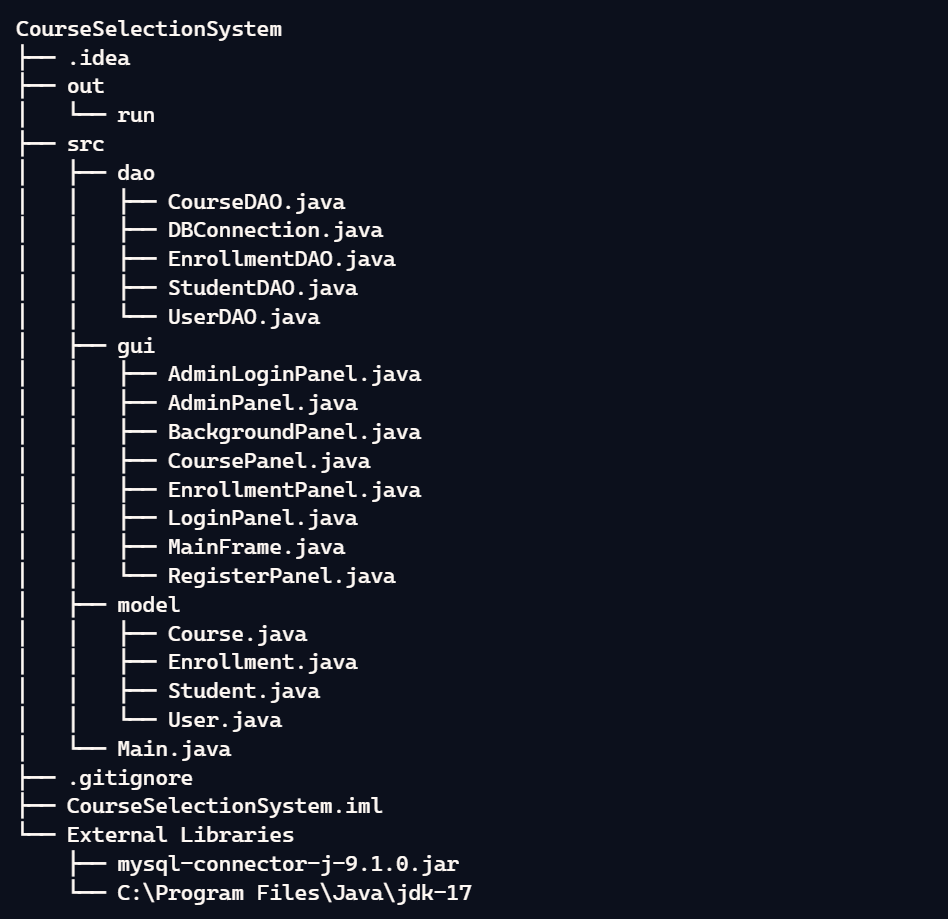 CourseSelectionSystem
├── .idea
├── out
│   └── run
├── src
│   ├── dao
│   │   ├── CourseDAO.java
│   │   ├── DBConnection.java
│   │   ├── EnrollmentDAO.java
│   │   ├── StudentDAO.java
│   │   └── UserDAO.java
│   ├── gui
│   │   ├── AdminLoginPanel.java
│   │   ├── AdminPanel.java
│   │   ├── BackgroundPanel.java
│   │   ├── CoursePanel.java
│   │   ├── EnrollmentPanel.java
│   │   ├── LoginPanel.java
│   │   ├── MainFrame.java
│   │   └── RegisterPanel.java
│   ├── model
│   │   ├── Course.java
│   │   ├── Enrollment.java
│   │   ├── Student.java
│   │   └── User.java
│   └── Main.java
├── .gitignore
├── CourseSelectionSystem.iml
└── External Libraries
    ├── mysql-connector-j-9.1.0.jar
    └── C:\Program Files\Java\jdk-17